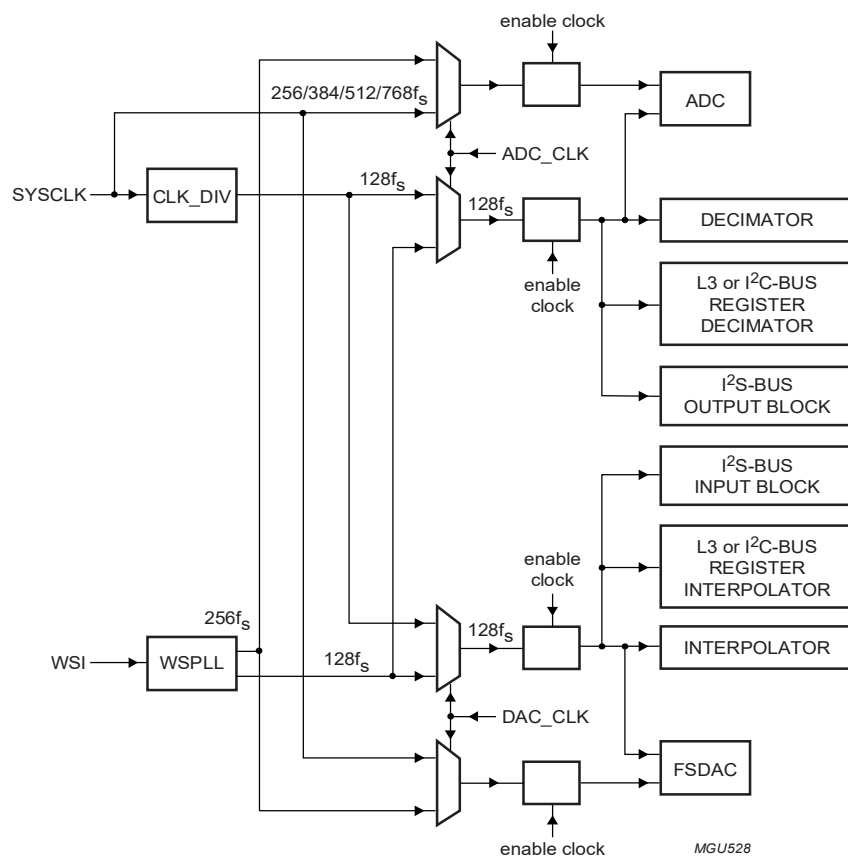 enable clock
256/384/512/768fs
ADC
ADC_CLK
SYSCLK
CLK_DIV
128fs
128fs
DECIMATOR
enable
clock
L3 or I2C-BUS
REGISTER
DECIMATOR
I2S-BUS
OUTPUT BLOCK
I2S-BUS
INPUT BLOCK
enable
clock
L3 or I2C-BUS
REGISTER
INTERPOLATOR
256fs
128fs
INTERPOLATOR
WSI
WSPLL
128fs
DAC_CLK
FSDAC
enable clock
MGU528